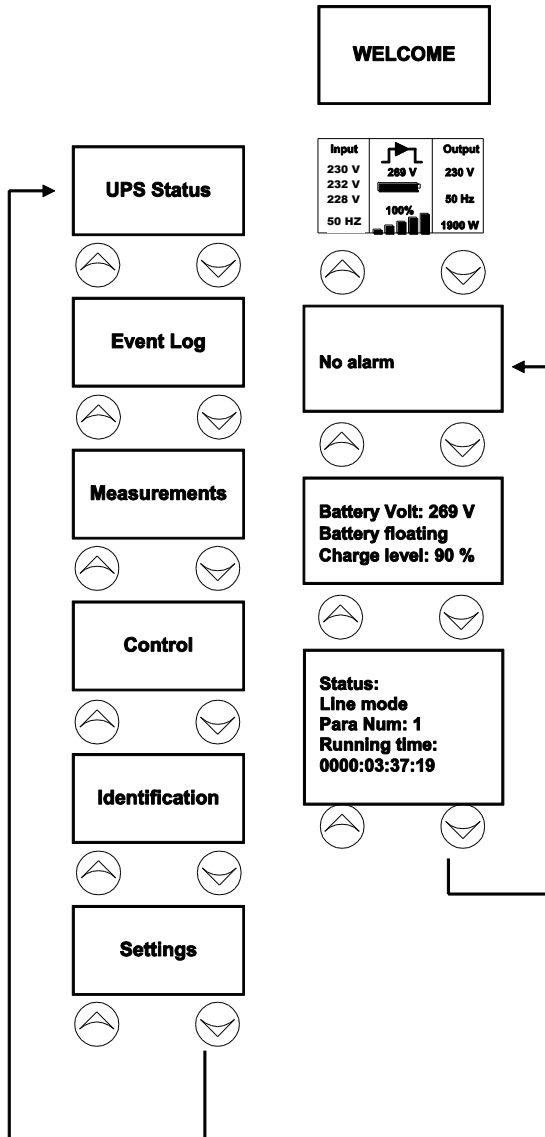 WELCOME
UPS Status
Event Log
Measurements
Control
Identification
Settings
Input
230 V
232 V
228 V
50 HZ
269 V
100%
Output
230 V
50 Hz
1900 W
No alarm
Battery Volt: 269 V
Battery floating
Charge level: 90 %
Status:
Line mode
Para Num: 1
Running time:
0000:03:37:19